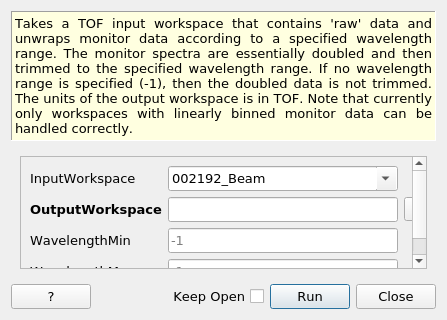 Takes a TOF input workspace that contains 'raw' data and
unwraps monitor data according to a specified wavelength
range. The monitor spectra are essentially doubled and then
trimmed to the specified wavelength range. If no wavelength
range is specified (-1), then the doubled data is not trimmed.
The units of the output workspace is in TOF. Note that currently
only workspaces with linearly binned monitor data can be
handled correctly.
InputWorkspace 002192_Beam
OutputWorkspace
WavelengthMin -1
? Keep Open Run Close